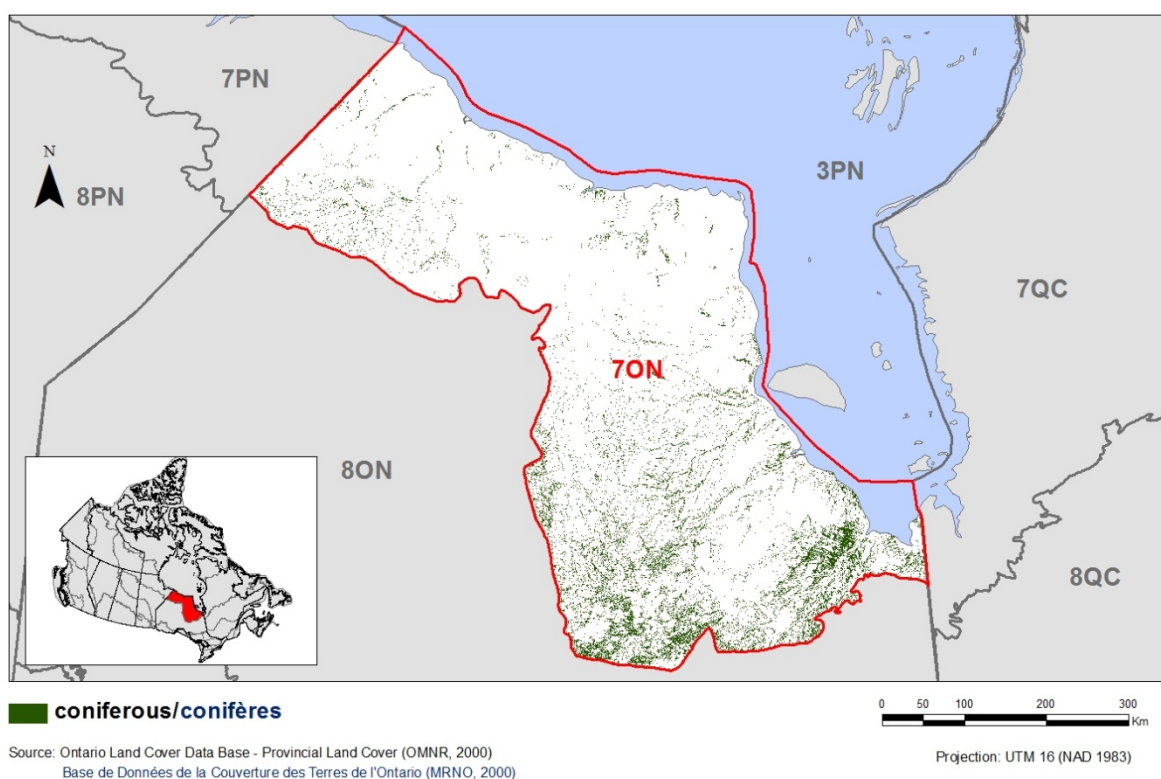 7PN
N
8PN
3PN
7QC
7ON
8ON
8QC
coniferous/conifères
0 50 100 200 300
Km
Source: Ontario Land Cover Data Base - Provincial Land Cover (OMNR, 2000)
Base de Données de la Couverture des Terres de l'Ontario (MRNO, 2000)
Projection: UTM 16 (NAD 1983)